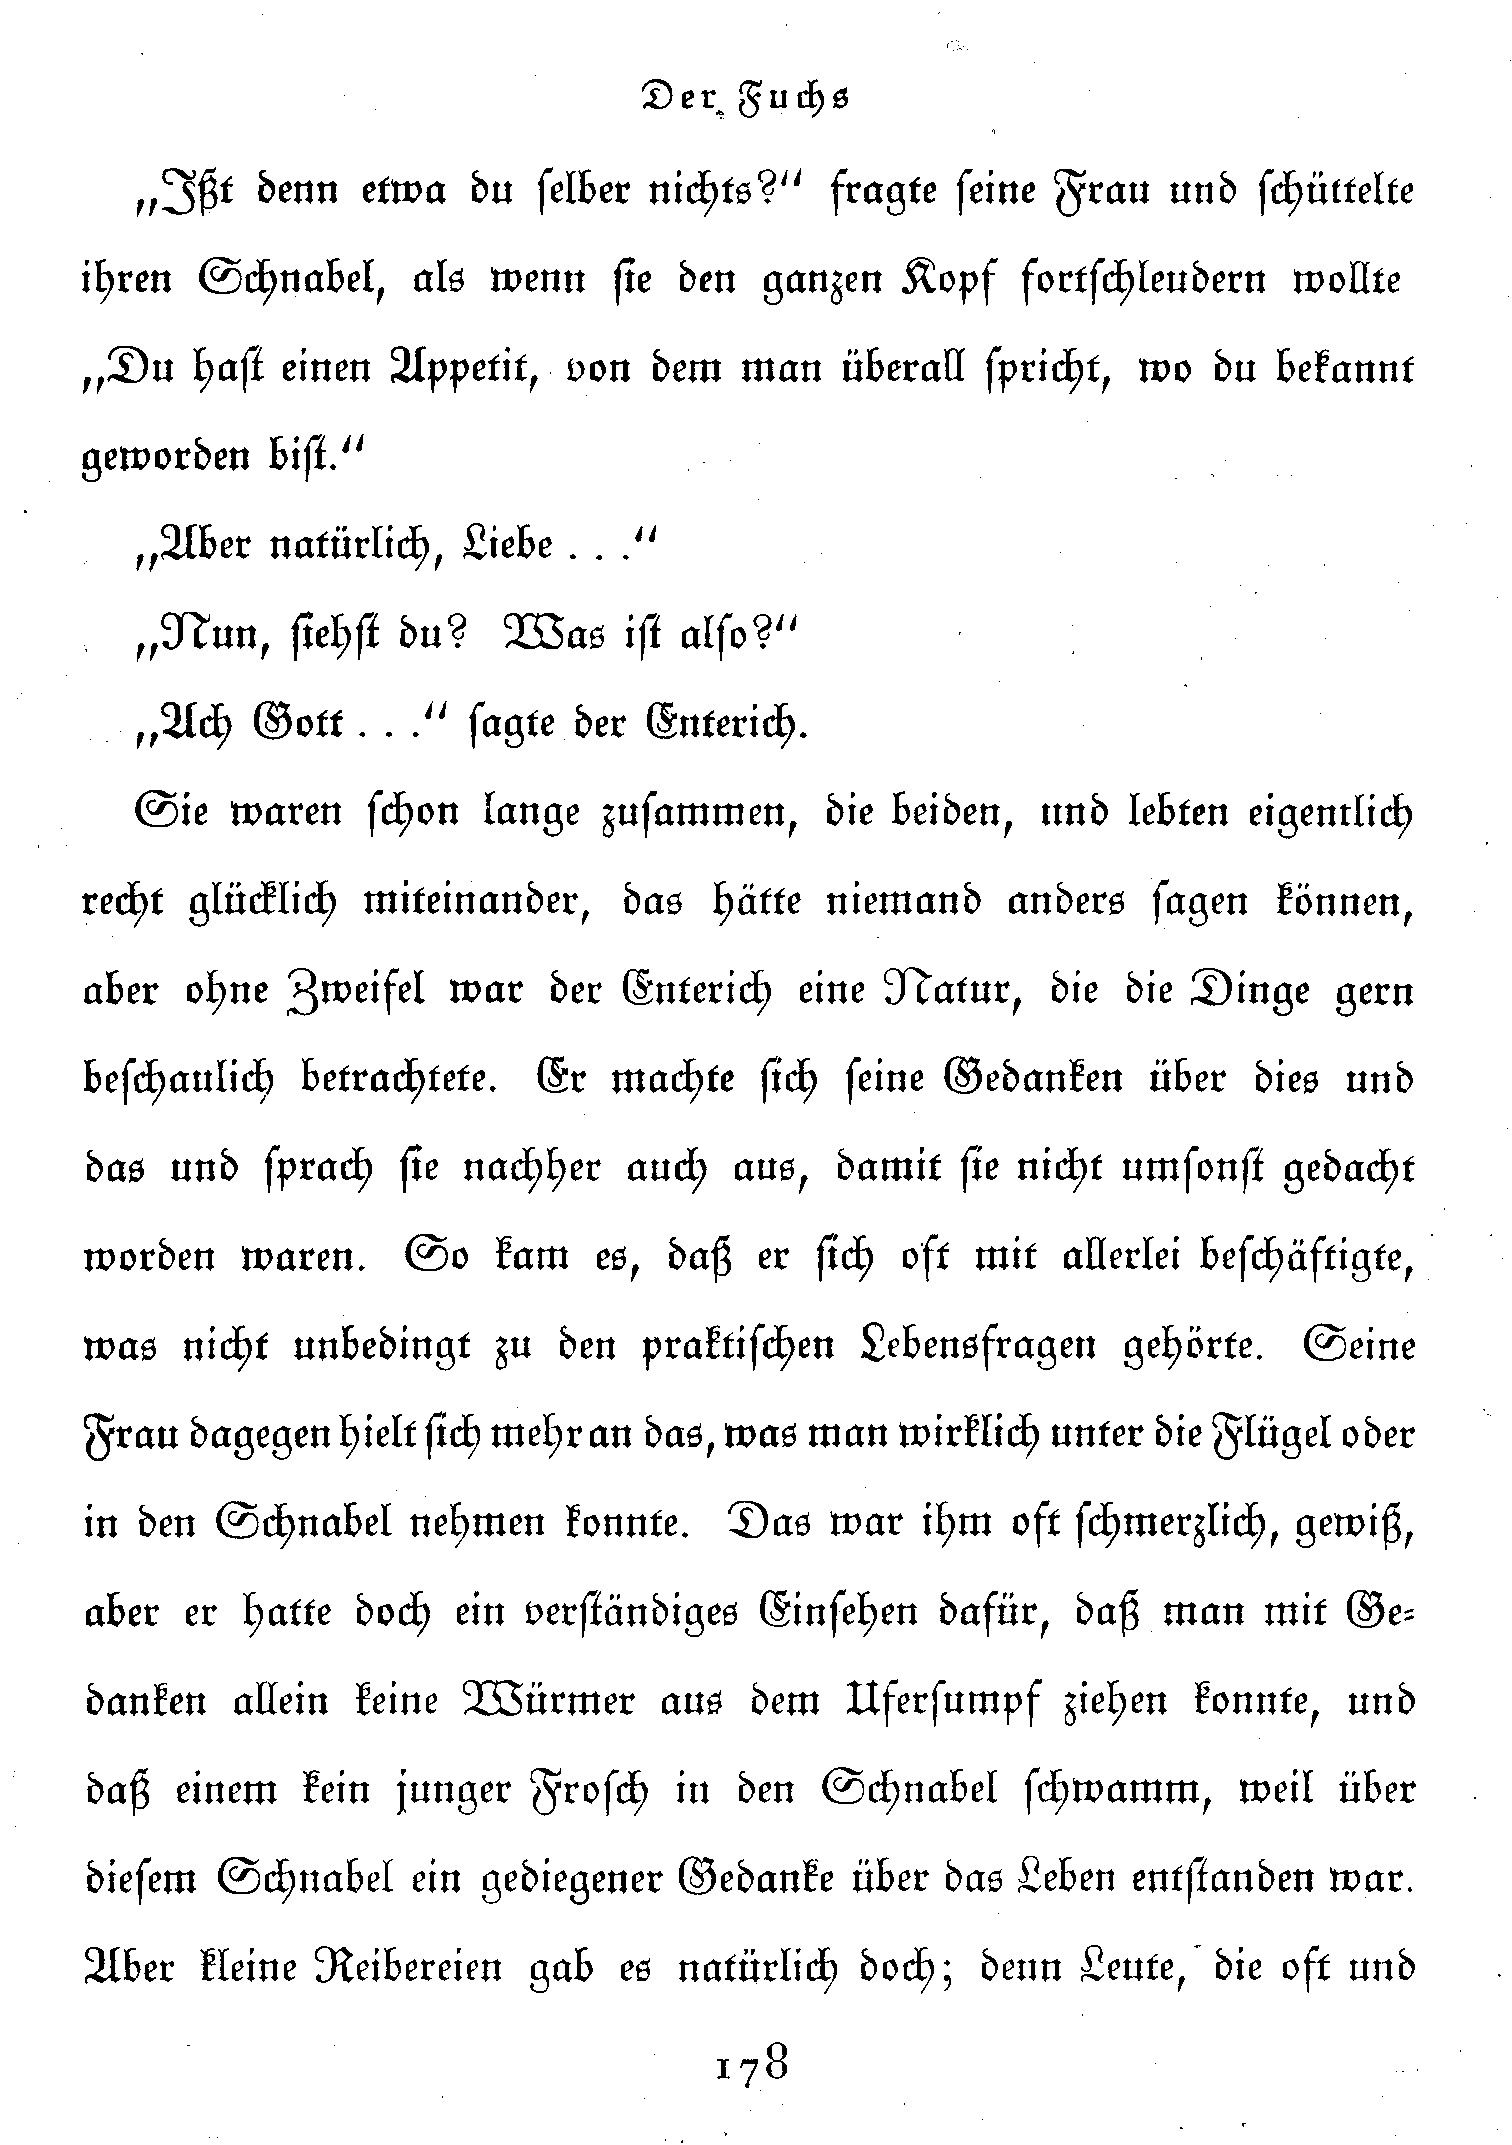 Der Fuchs
„Ißt denn etwa du selber nichts?“ fragte seine Frau und schüttelte
ihren Schnabel, als wenn sie den ganzen Kopf fortschleudern wollte
„Du hast einen Appetit, von dem man überall spricht, wo du bekannt
geworden bist.“
„Aber natürlich, Liebe . . .“
„Nun, siehst du? Was ist also?“
„Ach Gott . . .“ sagte der Enterich.
Sie waren schon lange zusammen, die beiden, und lebten eigentlich
recht glücklich miteinander, das hätte niemand anders sagen können,
aber ohne Zweifel war der Enterich eine Natur, die die Dinge gern
beschaulich betrachtete. Er machte sich seine Gedanken über dies und
das und sprach sie nachher auch aus, damit sie nicht umsonst gedacht
worden waren. So kam es, daß er sich oft mit allerlei beschäftigte,
was nicht unbedingt zu den praktischen Lebensfragen gehörte. Seine
Frau dagegen hielt sich mehr an das, was man wirklich unter die Flügel oder
in den Schnabel nehmen konnte. Das war ihm oft schmerzlich, gewiß,
aber er hatte doch ein verständiges Einsehen dafür, daß man mit Ge-
danken allein keine Würmer aus dem Ufersumpf ziehen konnte, und
daß einem kein junger Frosch in den Schnabel schwamm, weil über
diesem Schnabel ein gediegener Gedanke über das Leben entstanden war.
Aber kleine Reibereien gab es natürlich doch; denn Leute, die oft und
178